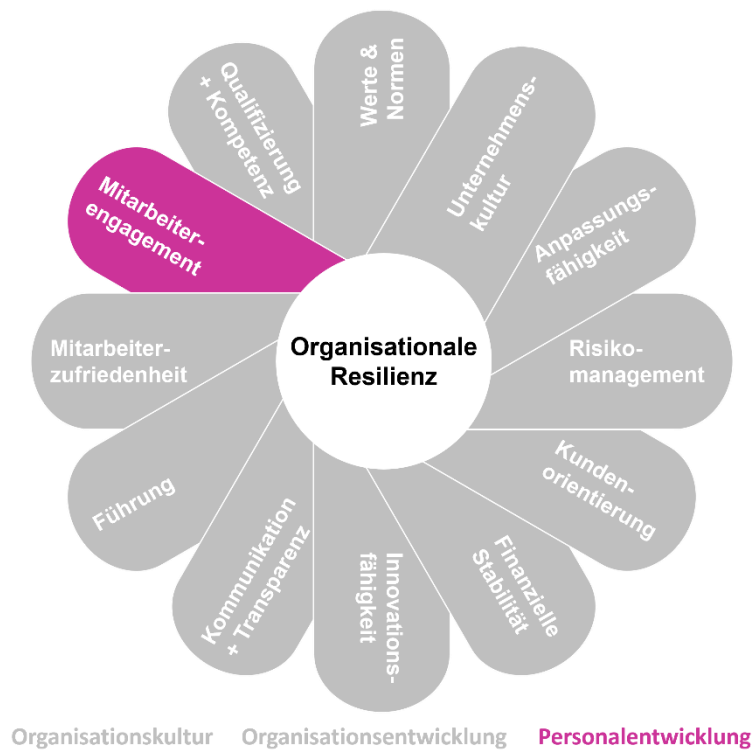 Werte &
Normen
Unternehmens-
kultur
Anpassungs-
fähigkeit
Risiko-
management
Kunden-
orientierung
Finanzielle
Stabilität
Innovations-
fähigkeit
Kommunikation
+ Transparenz
Führung
Mitarbeiter-
zufriedenheit
Mitarbeiter-
engagement
Qualifizierung
+ Kompetenz
Organisationale
Resilienz
Organisationskultur Organisationsentwicklung Personalentwicklung